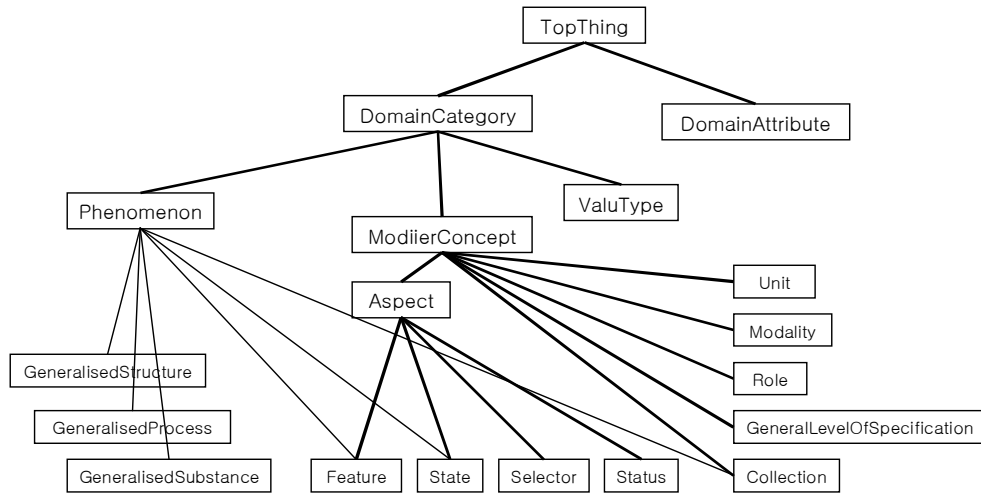 TopThing
DomainCategory
DomainAttribute
Phenomenon
ValuType
ModiierConcept
Unit
Aspect
Modality
GeneralisedStructure
Role
GeneralisedProcess
GeneralLevelOfSpecification
GeneralisedSubstance
Feature
State
Selector
Status
Collection